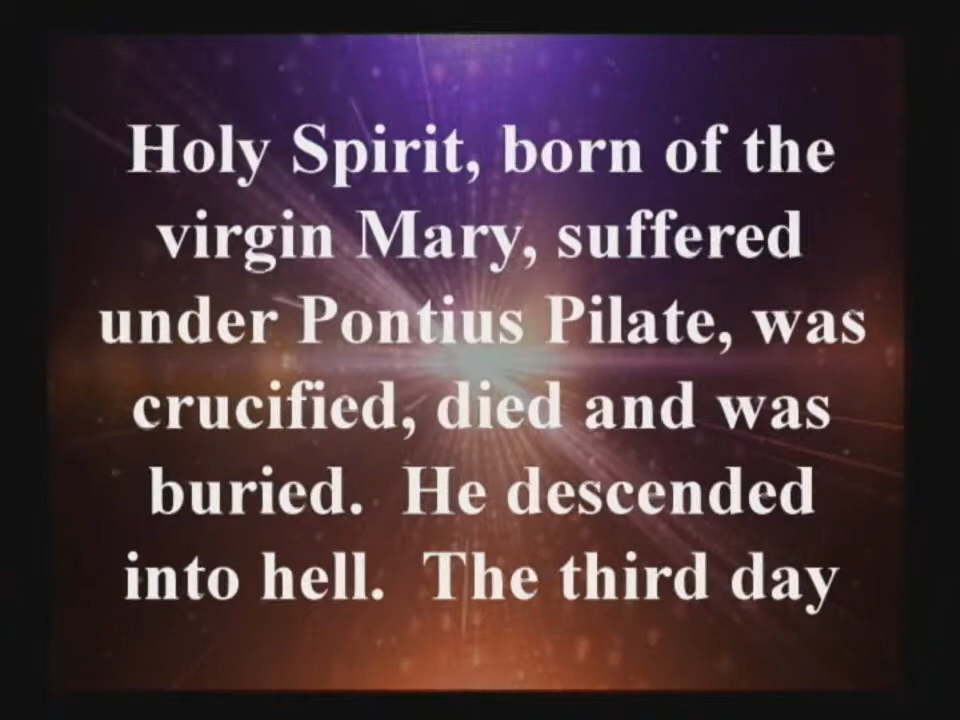 Holy Spirit, born of the
virgin Mary, suffered
under Pontius Pilate, was
crucified, died and was
buried.  He descended
into hell.  The third day